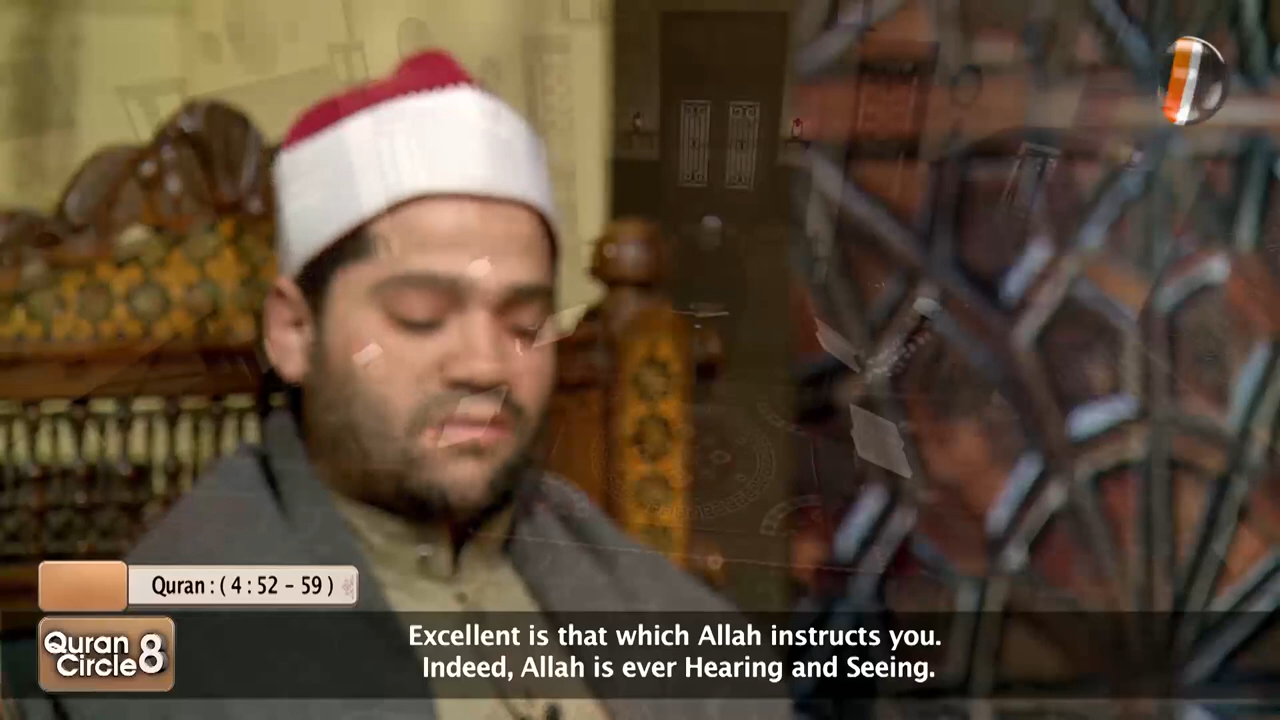 Quran : ( 4 : 52 – 59 )
Quran
Circle 8
Excellent is that which Allah instructs you.
Indeed, Allah is ever Hearing and Seeing.